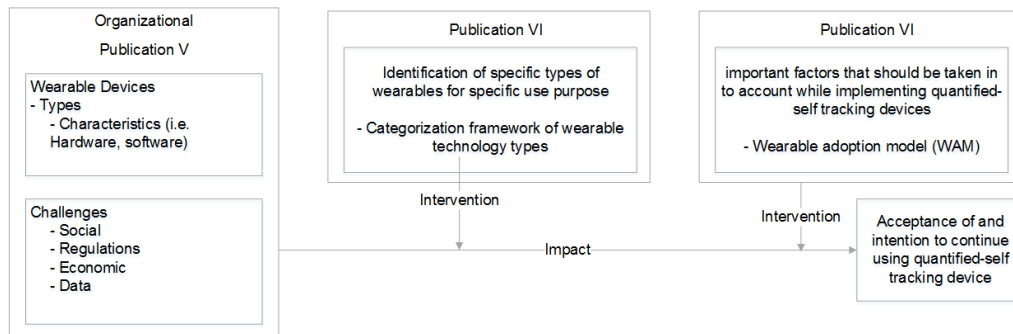 Organizational
Publication V
Wearable Devices
- Types
- Characteristics (i.e.
Hardware, software)
Challenges
- Social
- Regulations
- Economic
- Data
Publication VI
Identification of specific types of
wearables for specific use purpose
- Categorization framework of wearable
technology types
Intervention
Publication VI
important factors that should be taken in
to account while implementing quantified-
self tracking devices
- Wearable adoption model (WAM)
Intervention
Impact
Acceptance of and
intention to continue
using quantified-self
tracking device